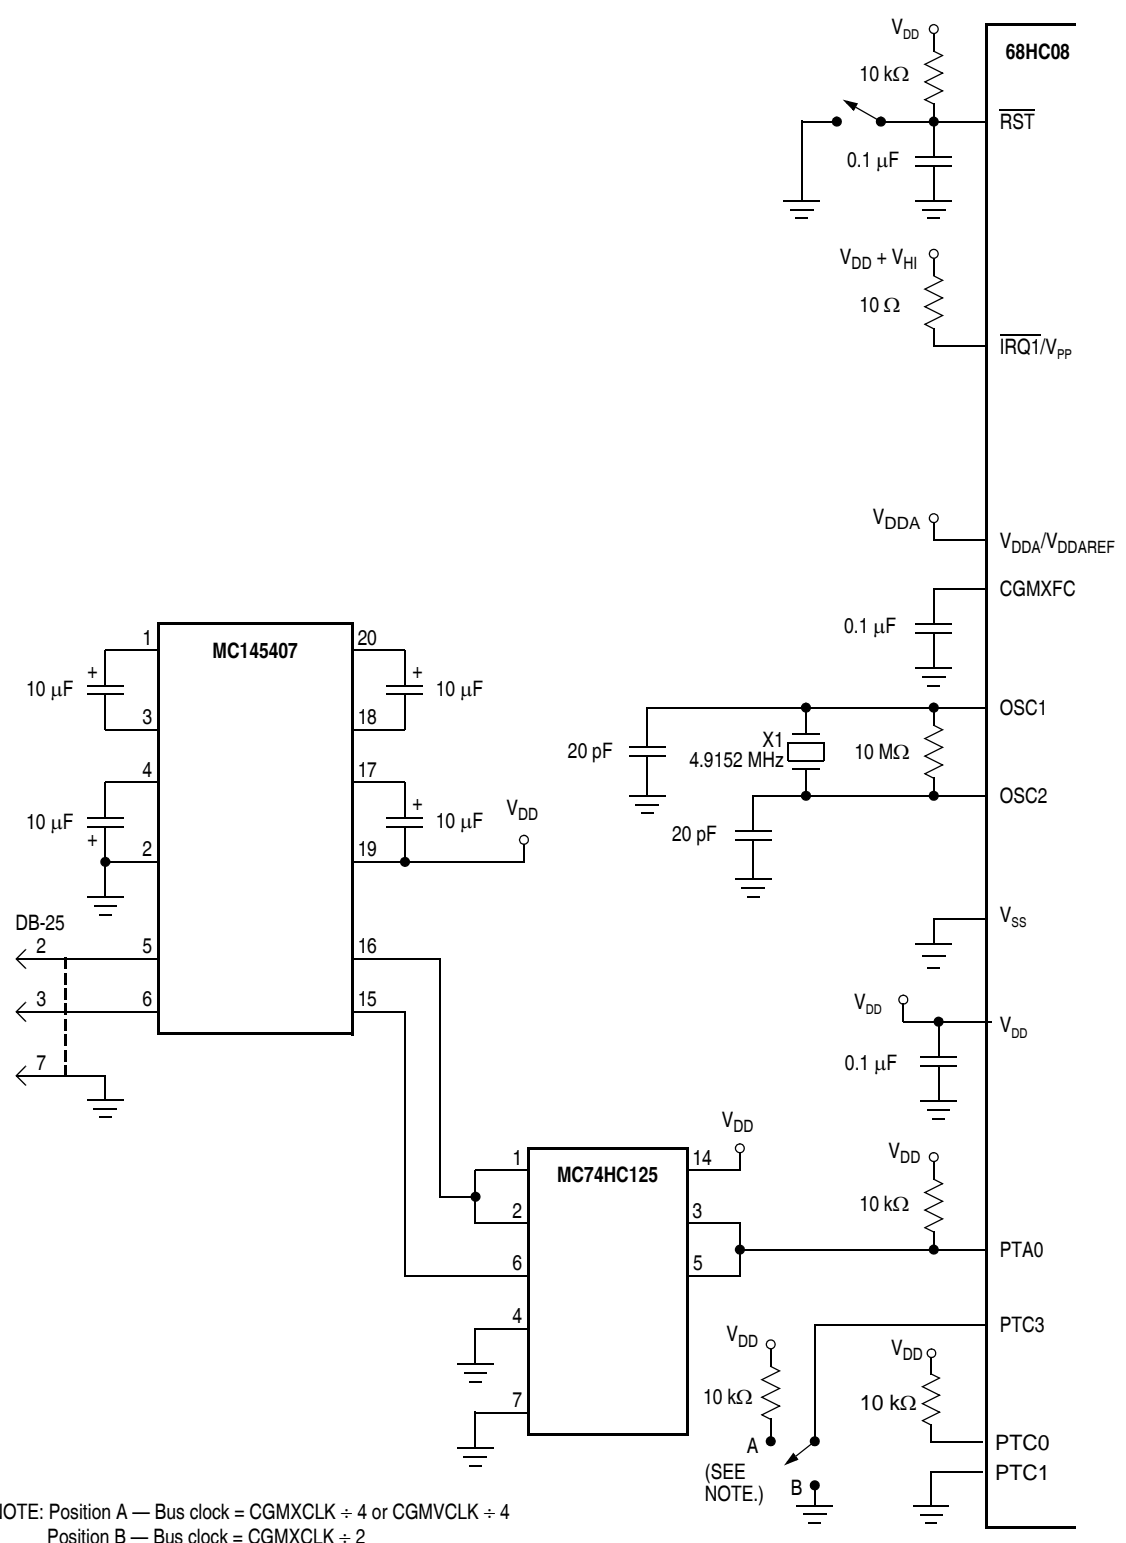 V_DD
68HC08
10 kΩ
RST
0.1 µF
V_DD + V_HI
10 Ω
IRQ1/V_PP
V_DDA
V_DDA/V_DDAREF
CGMXFC
0.1 µF
1
MC145407
20
+
10 µF
+
10 µF
3
18
OSC1
20 pF
X1
4.9152 MHz
10 MΩ
4
17
OSC2
10 µF
+
+
10 µF
V_DD
20 pF
2
19
V_SS
DB-25
2
5
16
3
6
15
V_DD
V_DD
0.1 µF
7
V_DD
1
MC74HC125
14
V_DD
10 kΩ
2
3
PTA0
6
5
4
PTC3
V_DD
V_DD
10 kΩ
10 kΩ
7
A
PTC0
(SEE
NOTE.)
B
PTC1
NOTE: Position A — Bus clock = CGMXCLK ÷ 4 or CGMVCLK ÷ 4
Position B — Bus clock = CGMXCLK ÷ 2